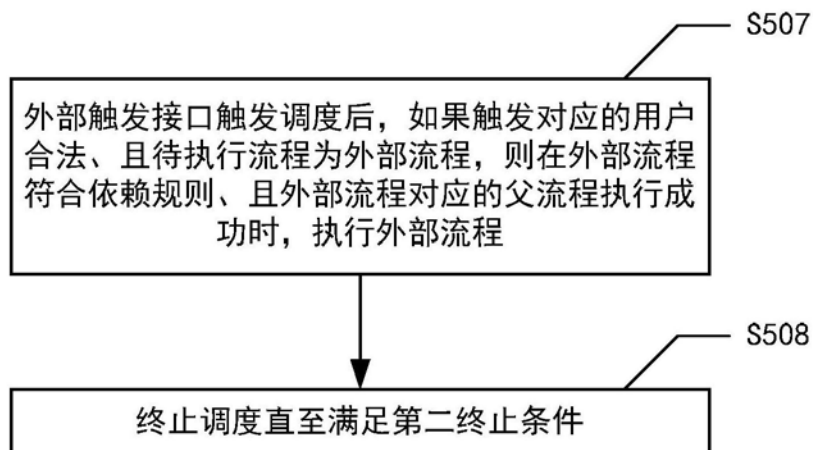 S507
外部触发接口触发调度后，如果触发对应的用户
合法、且待执行流程为外部流程，则在外部流程
符合依赖规则、且外部流程对应的父流程执行成
功时，执行外部流程
S508
终止调度直至满足第二终止条件